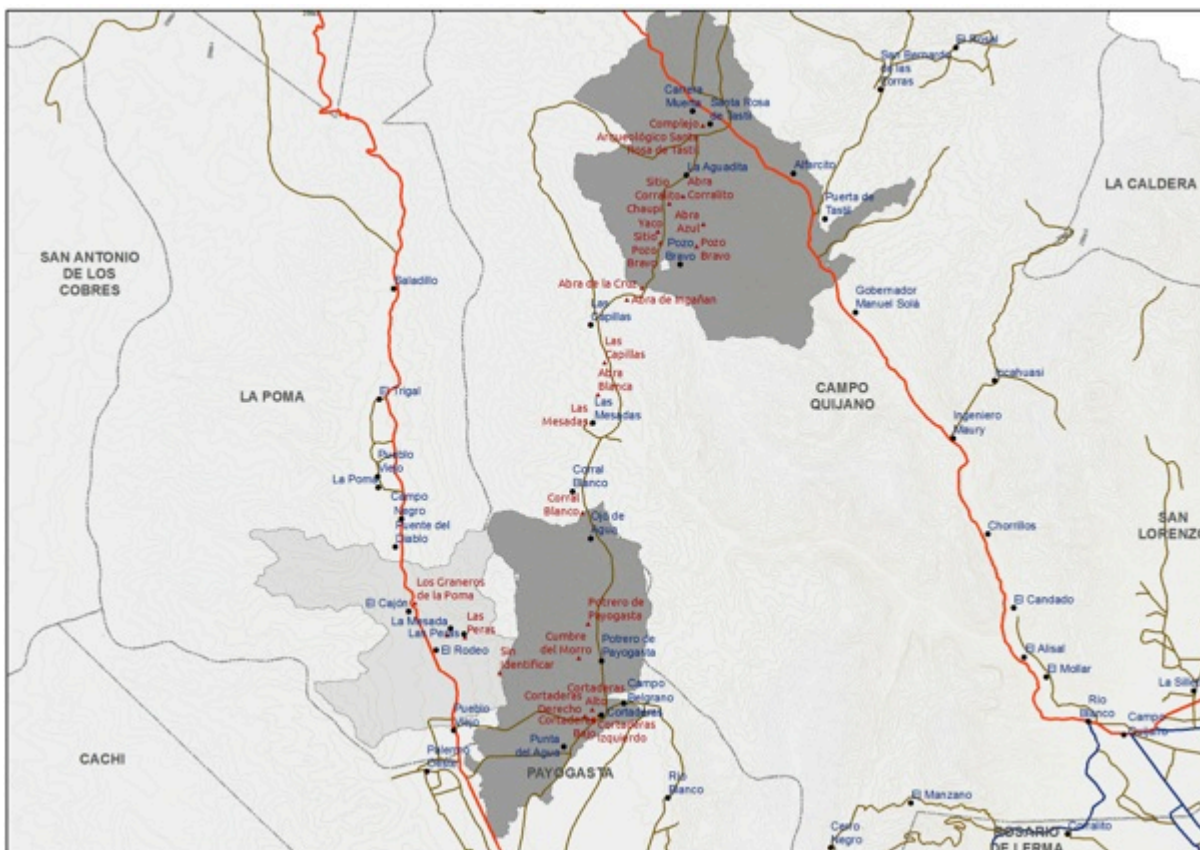 El Rosal
San Bernardo
de las
Zorras
Carrera
Muerta
Santa Rosa
de Tastil
Complejo
Arqueológico Santa
Rosa de Tastil
La Aguadita
Alfarcito
LA CALDERA
Sitio
Corralito
Abra
Corralito
Chaupi
Yaco
Abra
Azul
Puerta de
Tastil
Sitio
Pozo
Bravo
Pozo
Bravo
Pozo
Bravo
SAN ANTONIO
DE LOS
COBRES
Saladillo
Abra de la Cruz
Abra de Ingañan
Las
Capillas
Gobernador
Manuel Solá
Las
Capillas
Abra
Blanca
Incahuasi
El Trigal
LA POMA
CAMPO
QUIJANO
Las
Mesadas
Las
Mesadas
Ingeniero
Maury
Pueblo
Viejo
La Poma
Corral
Blanco
Campo
Negro
Corral
Blanco
Puente del
Diablo
Ojo de
Agua
Chorrillos
SAN
LORENZO
Los Graneros
de la Poma
El Cajón
La Mesada
Las Peras
Las
Peras
Potrero de
Payogasta
El Candado
El Rodeo
Sin
Identificar
Cumbre
del Morro
Potrero de
Payogasta
El Alisal
El Mollar
Cortaderas
Alto
Campo
Belgrano
Cortaderas
Derecho
Cortaderas
Cortaderas
Bajo
Cortaderas
Izquierdo
Pueblo
Viejo
Río
Blanco
Campo
Punta
del Agua
Palermo
CACHI
PAYOGASTA
Río
Blanco
El Manzano
Cerro
Negro
Corralito
ROSARIO
DE LERMA